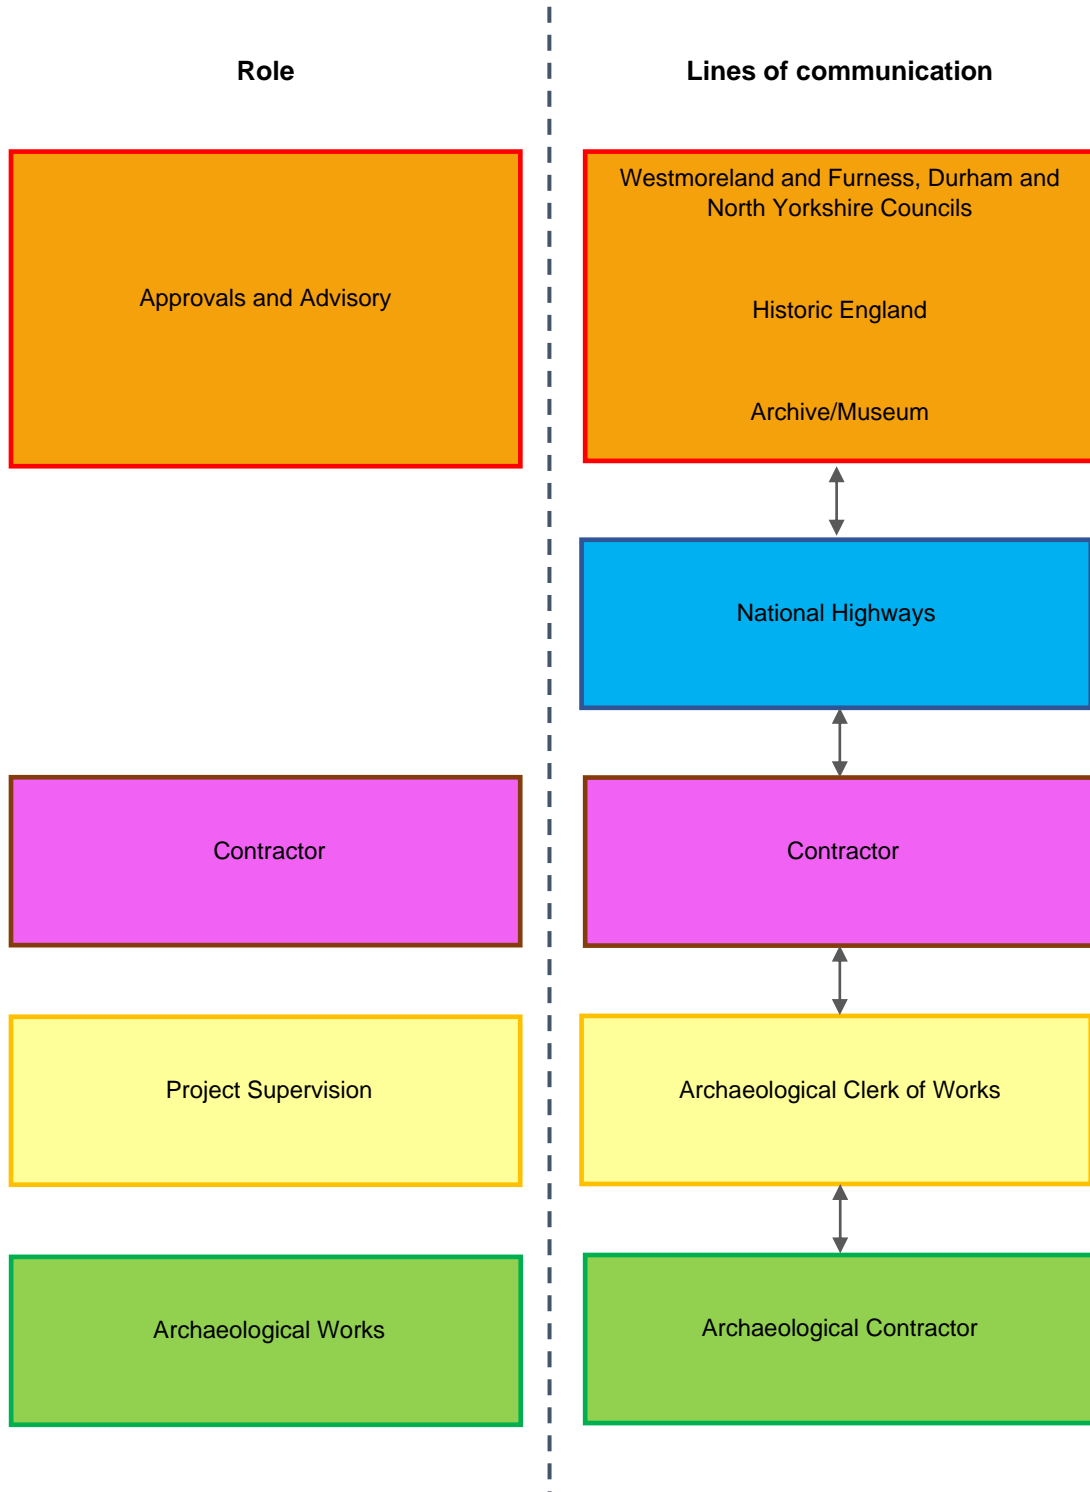 Role
Lines of communication
Approvals and Advisory
Westmoreland and Furness, Durham and
North Yorkshire Councils
Historic England
Archive/Museum
National Highways
Contractor
Contractor
Project Supervision
Archaeological Clerk of Works
Archaeological Works
Archaeological Contractor